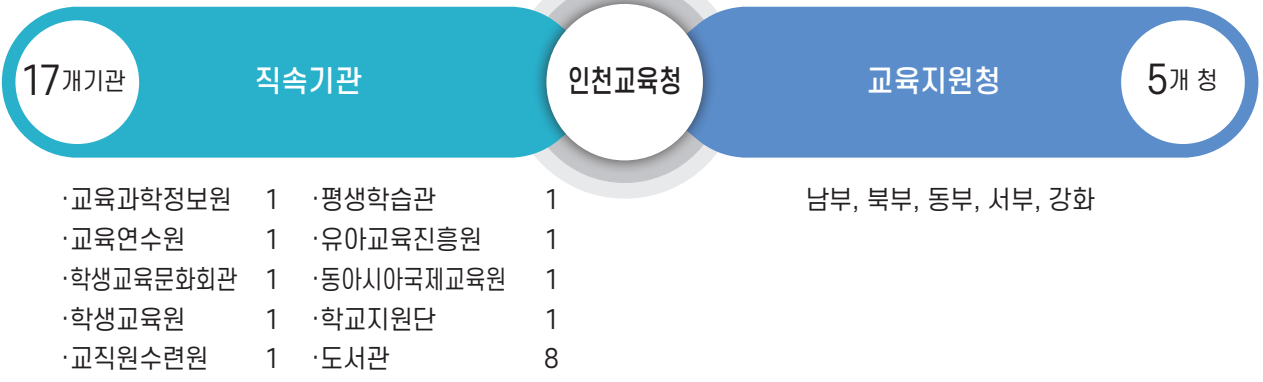 17개기관 직속기관 인천교육청 교육지원청 5개 청
·교육과학정보원 1 ·평생학습관 1 남부, 북부, 동부, 서부, 강화
·교육연수원 1 ·유아교육진흥원 1
·학생교육문화회관 1 ·동아시아국제교육원 1
·학생교육원 1 ·학교지원단 1
·교직원수련원 1 ·도서관 8